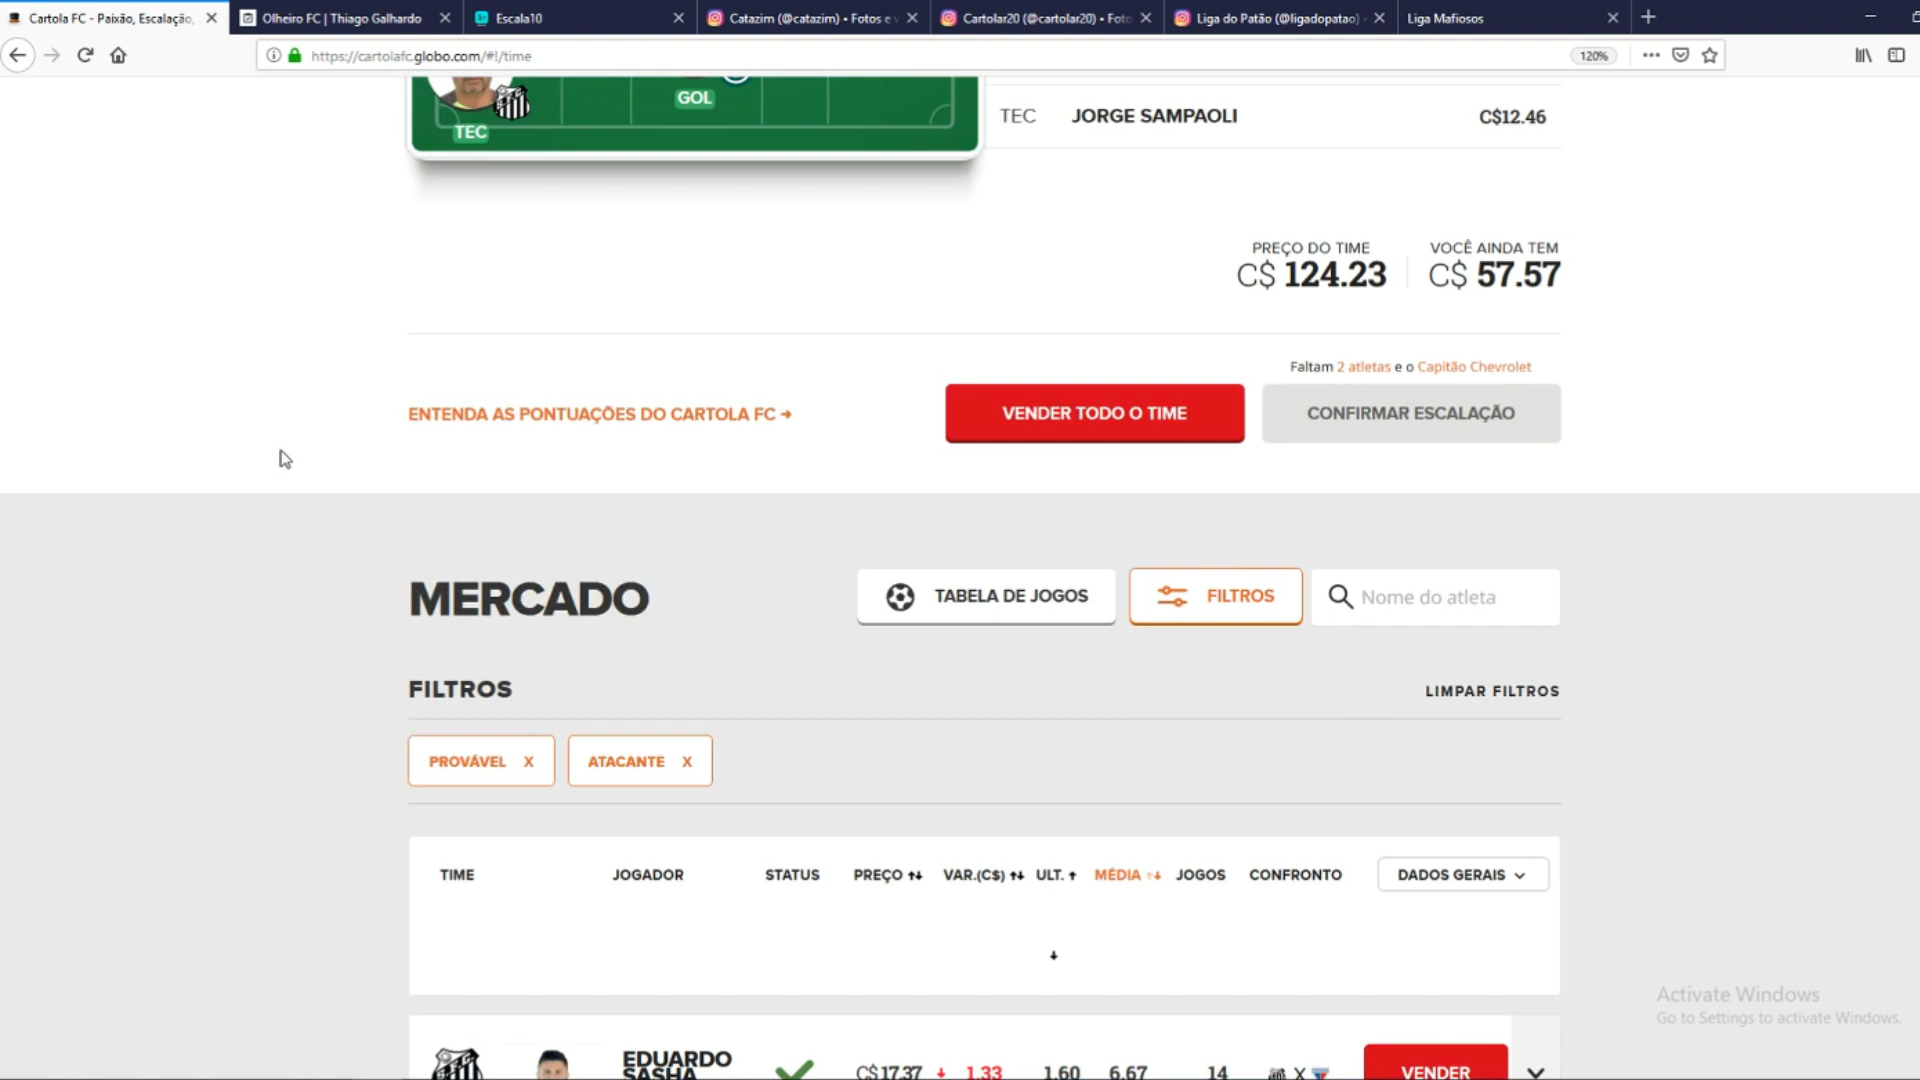 Cartola FC - Paixão, Escalação,
Olheiro FC | Thiago Galhardo
Escala10
Catazim (@catazim) • Fotos e v
Cartolar20 (@cartolar20) • Foto
Liga do Patão (@ligadopatao) -
Liga Mafiosos
https://cartolafc.globo.com/#!/time
120%
GOL
TEC
TEC JORGE SAMPAOLI C$12.46
PREÇO DO TIME VOCÊ AINDA TEM
C$ 124.23 C$ 57.57
Faltam 2 atletas e o Capitão Chevrolet
ENTENDA AS PONTUAÇÕES DO CARTOLA FC →
VENDER TODO O TIME
CONFIRMAR ESCALAÇÃO
MERCADO
TABELA DE JOGOS
FILTROS
Nome do atleta
FILTROS
LIMPAR FILTROS
PROVÁVEL X
ATACANTE X
TIME JOGADOR STATUS PREÇO VAR.(C$) ULT. MÉDIA JOGOS CONFRONTO DADOS GERAIS
EDUARDO
SASHA
C$ 17.37 1.33 1.60 6.67 14 X VENDER
Activate Windows
Go to Settings to activate Windows.